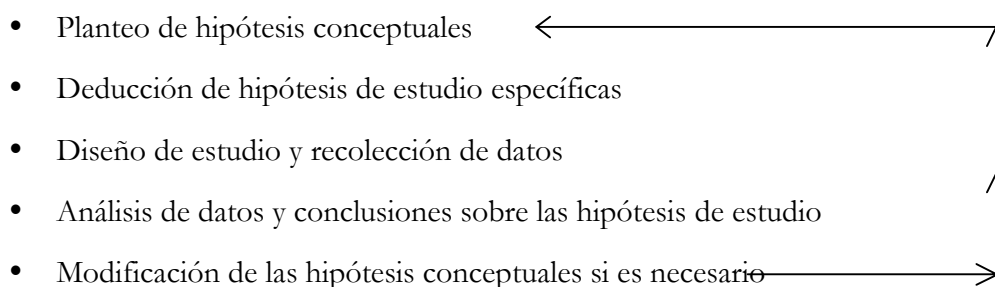 • Planteo de hipótesis conceptuales
• Deducción de hipótesis de estudio específicas
• Diseño de estudio y recolección de datos
• Análisis de datos y conclusiones sobre las hipótesis de estudio
• Modificación de las hipótesis conceptuales si es necesario